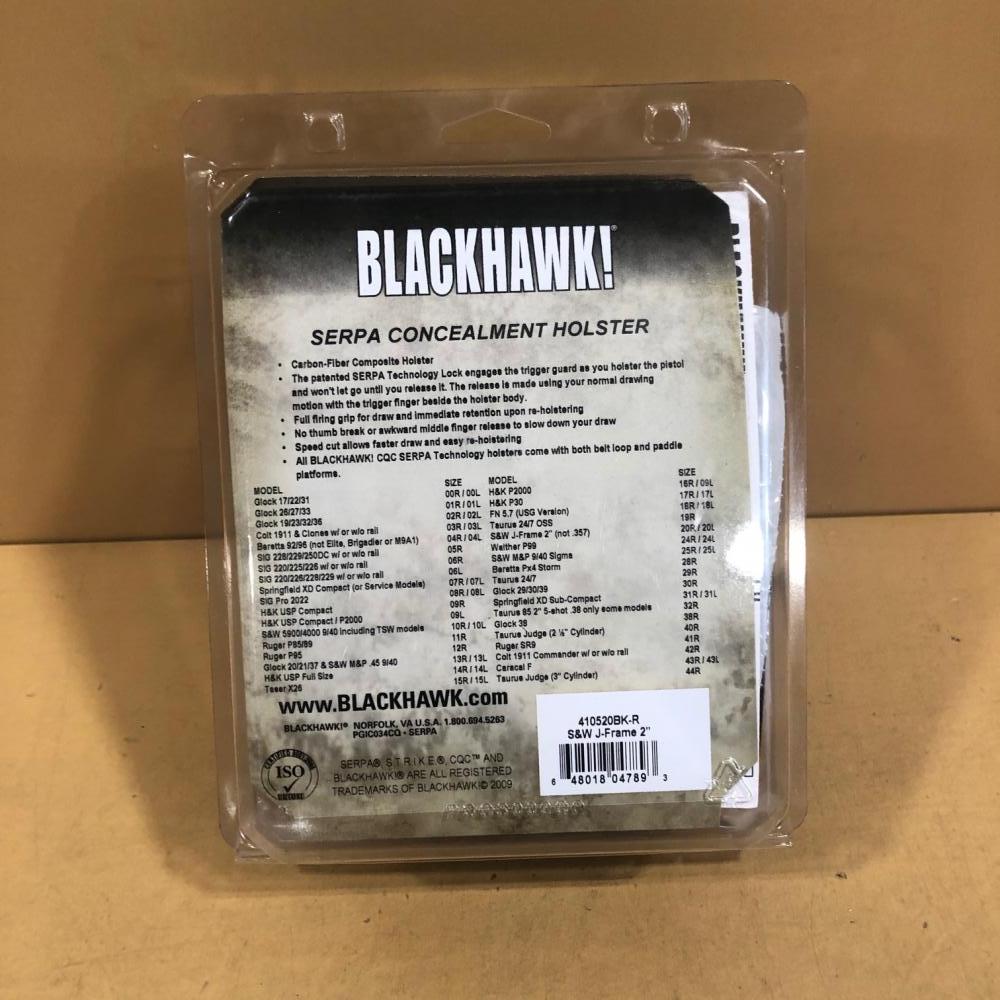 BLACKHAWK!®
SERPA CONCEALMENT HOLSTER
• Carbon-Fiber Composite Holster
• The patented SERPA Technology Lock engages the trigger guard as you holster the pistol
and won't let go until you release it. The release is made using your normal drawing
motion with the trigger finger beside the holster body.
• Full firing grip for draw and immediate retention upon re-holstering
• No thumb break or awkward middle finger release to slow down your draw
• Speed cut allows faster draw and easy re-holstering
• All BLACKHAWK! CQC SERPA Technology holsters come with both belt loop and paddle
platforms.
MODEL
Glock 17/22/31
Glock 26/27/33
Glock 19/23/32/36
Colt 1911 & Clones w/ or w/o rail
Beretta 92/96 (not Elite, Brigadier or M9A1)
SIG 228/229/250DC w/ or w/o rail
SIG 220/225/226 w/ or w/o rail
SIG 220/226/228/229 w/ or w/o rail
Springfield XD Compact (or Service Models)
SIG Pro 2022
H&K USP Compact
H&K USP Compact / P2000
S&W 5900/4000 9/40 including TSW models
Ruger P85/89
Ruger P95
Glock 20/21/37 & S&W M&P .45 9/40
H&K USP Full Size
Taser X26
SIZE
00R / 00L
01R / 01L
02R / 02L
03R / 03L
04R / 04L
05R
06R
06L
07R / 07L
08R / 08L
09R
09L
10R / 10L
11R
12R
13R / 13L
14R / 14L
15R / 15L
MODEL
H&K P2000
H&K P30
FN 5.7 (USG Version)
Taurus 24/7 OSS
S&W J-Frame 2" (not .357)
Walther P99
S&W M&P 9/40 Sigma
Beretta Px4 Storm
Taurus 24/7
Glock 29/30/39
Springfield XD Sub-Compact
Taurus 85 2" 5-shot .38 only some models
Glock 38
Taurus Judge (2 ½" Cylinder)
Ruger SR9
Colt 1911 Commander w/ or w/o rail
Caracal F
Taurus Judge (3" Cylinder)
SIZE
16R / 09L
17R / 17L
18R / 18L
19R
20R / 20L
24R / 24L
25R / 25L
28R
29R
30R
31R / 31L
32R
38R
40R
41R
42R
43R / 43L
44R
www.BLACKHAWK.com
BLACKHAWK!® NORFOLK, VA U.S.A. 1.800.694.5263
PGIC034CQ • SERPA
ISO
SERPA®, S.T.R.I.K.E.®, CQC™ AND
BLACKHAWK!® ARE ALL REGISTERED
TRADEMARKS OF BLACKHAWK!© 2009
410520BK-R
S&W J-Frame 2"
6 48018 04789 3